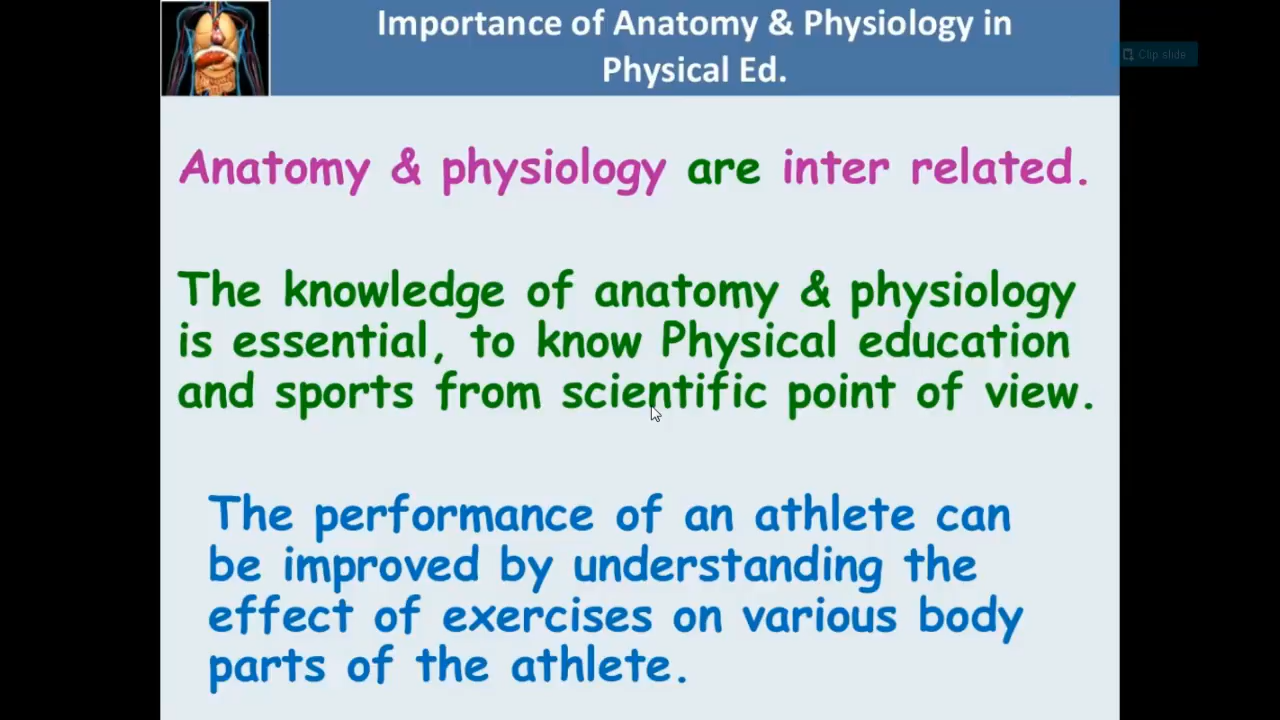 Importance of Anatomy & Physiology in
Physical Ed.
Clip slide
Anatomy & physiology are inter related.
The knowledge of anatomy & physiology
is essential, to know Physical education
and sports from scientific point of view.
The performance of an athlete can
be improved by understanding the
effect of exercises on various body
parts of the athlete.